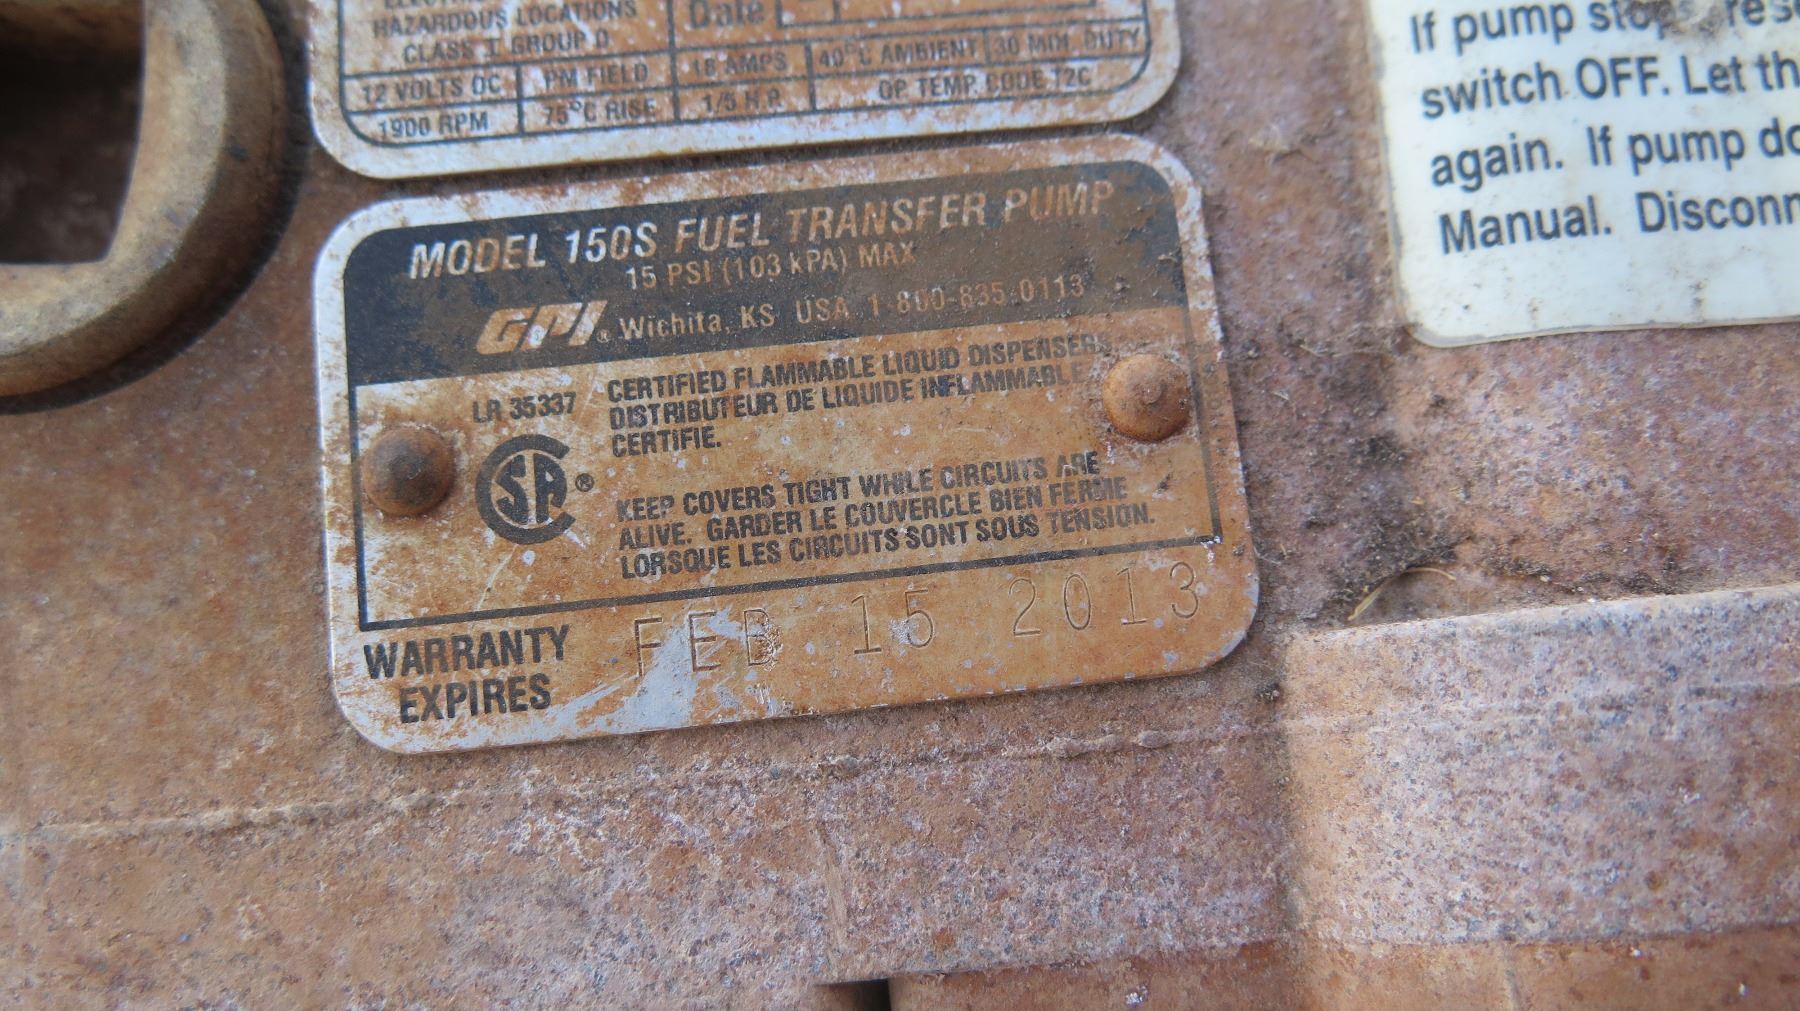 HAZARDOUS LOCATIONS
CLASS I GROUP D
Date
12 VOLTS DC PM FIELD 18 AMPS 40°C AMBIENT 30 MIN. DUTY
1900 RPM 75°C RISE 1/5 H.P. OP TEMP. CODE T2C
MODEL 150S FUEL TRANSFER PUMP
15 PSI (103 kPA) MAX
GPI® Wichita, KS USA 1-800-835-0113
LR 35337
CSA®
CERTIFIED FLAMMABLE LIQUID DISPENSERS
DISTRIBUTEUR DE LIQUIDE INFLAMMABLE
CERTIFIE.
KEEP COVERS TIGHT WHILE CIRCUITS ARE
ALIVE. GARDER LE COUVERCLE BIEN FERME
LORSQUE LES CIRCUITS SONT SOUS TENSION.
WARRANTY
EXPIRES
FEB 15 2013
If pump stops, rese
switch OFF. Let th
again. If pump do
Manual. Disconn